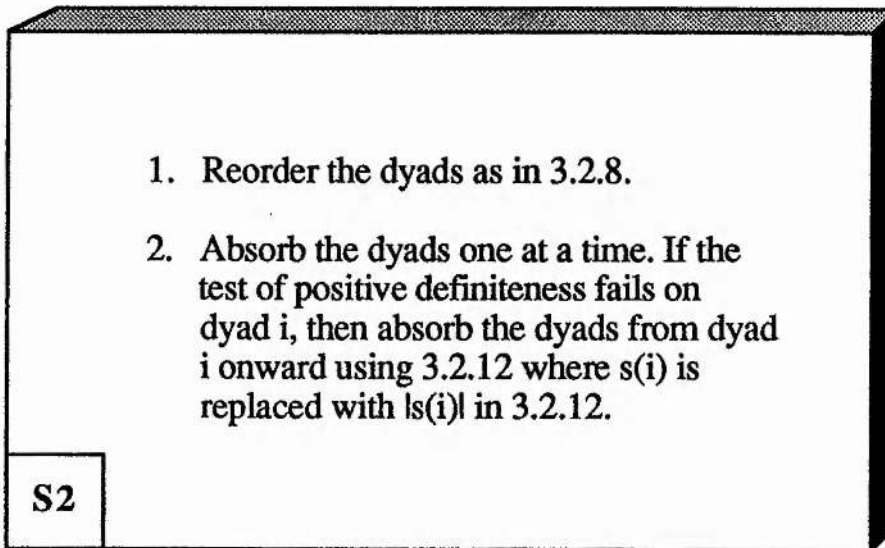 1. Reorder the dyads as in 3.2.8.
2. Absorb the dyads one at a time. If the
test of positive definiteness fails on
dyad i, then absorb the dyads from dyad
i onward using 3.2.12 where s(i) is
replaced with |s(i)| in 3.2.12.
S2